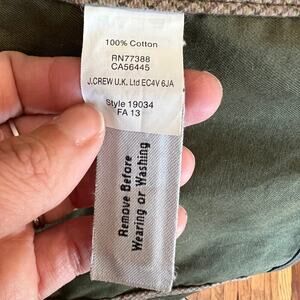 100% Cotton
RN77388
CA56445
J.CREW U.K. Ltd EC4V 6JA
Style 19034
FA 13
Remove Before
Wearing or Washing